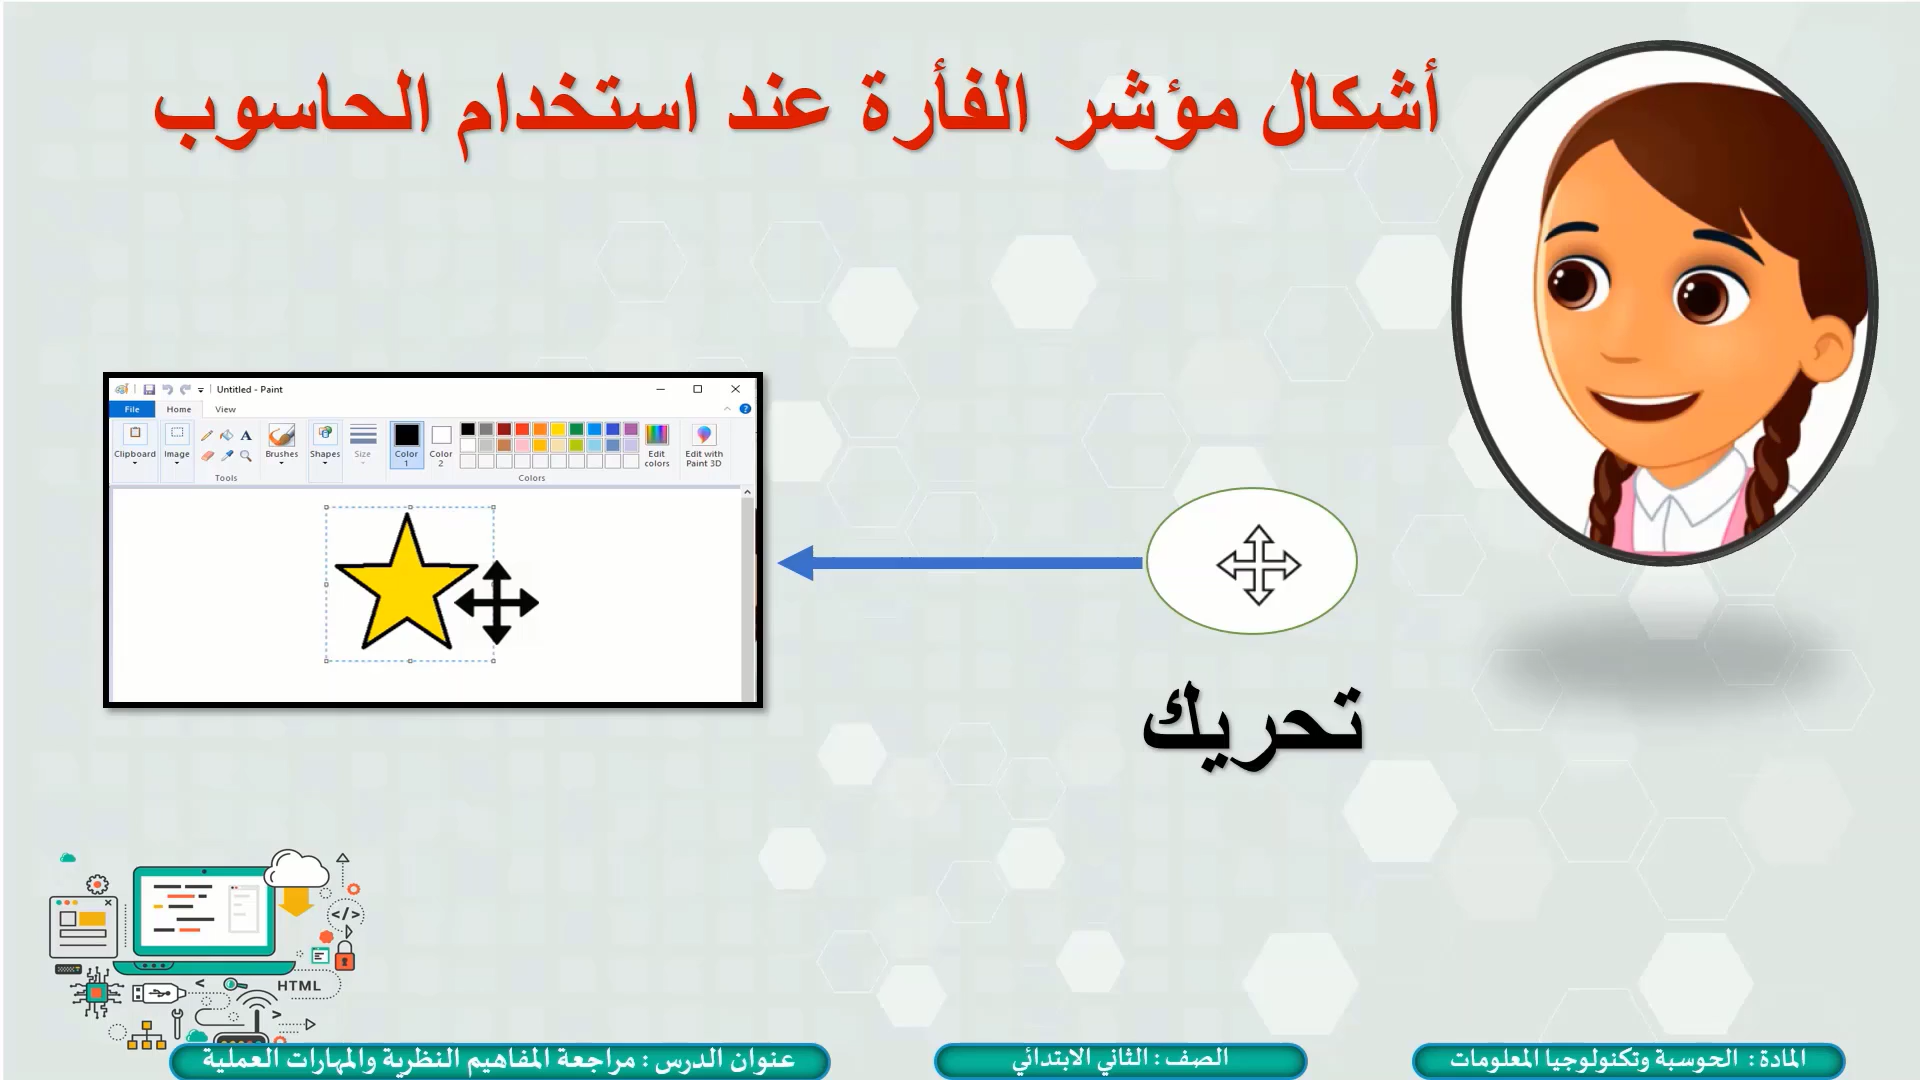 أشكال مؤشر الفأرة عند استخدام الحاسوب
Untitled - Paint
File Home View
Clipboard Image Tools Brushes Shapes Size Color 1 Color 2 Colors Edit colors Edit with Paint 3D
A
تحريك
</>
HTML
المادة : الحوسبة وتكنولوجيا المعلومات
الصف : الثاني الابتدائي
عنوان الدرس : مراجعة المفاهيم النظرية والمهارات العملية